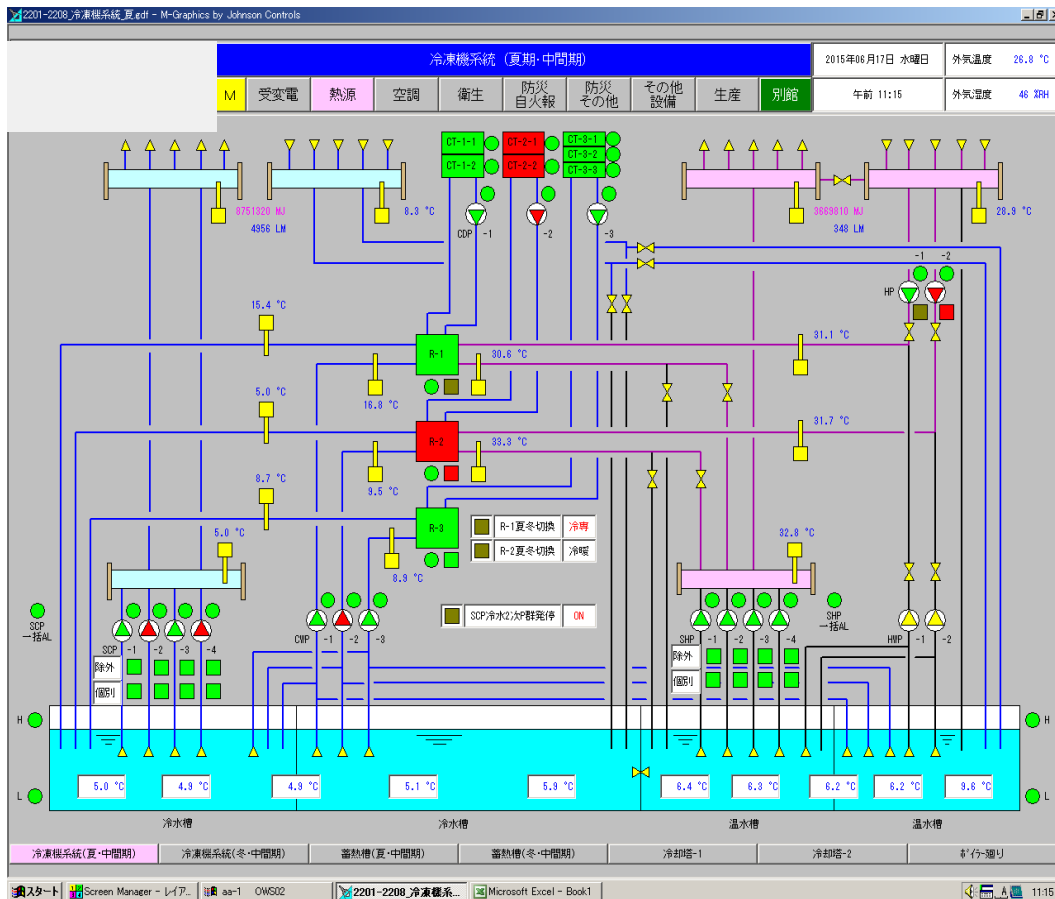 2201-2208_冷凍機系統_夏.gdf - M-Graphics by Johnson Controls
冷凍機系統 (夏期･中間期)
2015年06月17日 水曜日
外気温度 26.8 °C
M
受変電
熱源
空調
衛生
防災
自火報
防災
その他
その他
設備
生産
別館
午前 11:15
外気湿度 46 %RH
CT-1-1
CT-1-2
CT-2-1
CT-2-2
CT-3-1
CT-3-2
CT-3-3
8751320 MJ
4956 LM
8.3 °C
CDP -1
-2
-3
3669810 MJ
348 LM
28.9 °C
-1 -2
HP
15.4 °C
R-1
30.6 °C
31.1 °C
16.8 °C
5.0 °C
R-2
33.3 °C
31.7 °C
9.5 °C
8.7 °C
R-3
8.9 °C
R-1夏冬切換 冷専
R-2夏冬切換 冷暖
5.0 °C
32.8 °C
SCP冷水2次P群発停 ON
SCP
一括AL
SCP -1 -2 -3 -4
除外
個別
CWP -1 -2 -3
SHP -1 -2 -3 -4
除外
個別
SHP
一括AL
HWP -1 -2
H
H
L
L
5.0 °C
4.9 °C
4.9 °C
5.1 °C
5.9 °C
6.4 °C
6.3 °C
6.2 °C
6.2 °C
9.6 °C
冷水槽
冷水槽
温水槽
温水槽
冷凍機系統(夏･中間期)
冷凍機系統(冬･中間期)
蓄熱槽(夏･中間期)
蓄熱槽(冬･中間期)
冷却塔-1
冷却塔-2
ﾎﾞｲﾗｰ廻り
スタート
Screen Manager - レイア...
aa-1 OWS02
2201-2208_冷凍機系...
Microsoft Excel - Book1
A
11:15